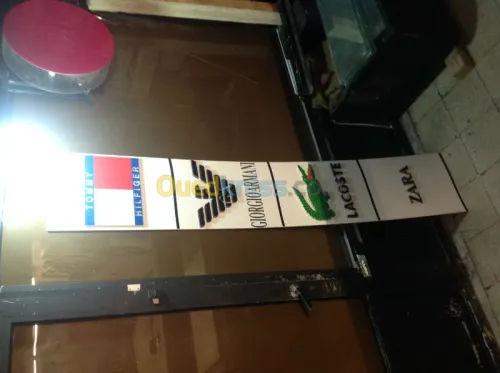 TOMMY
HILFIGER
GIORGIO ARMANI
LACOSTE
ZARA
Ouedkniss.com